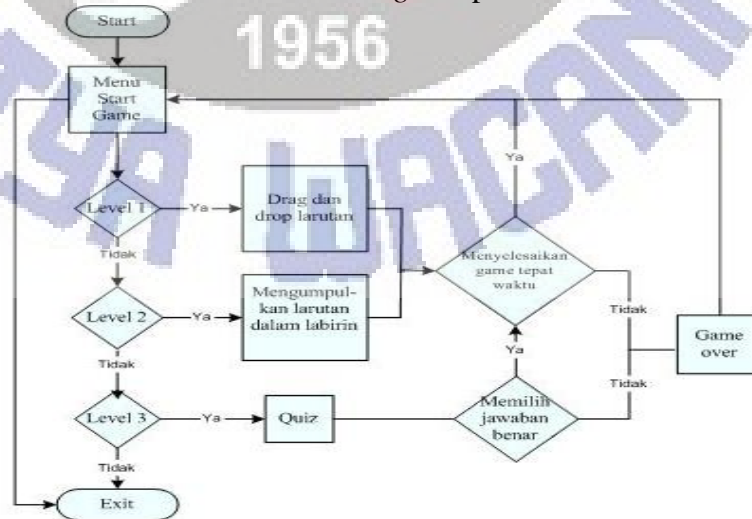 Start
1956
Menu
Start
Game
YA WACANA
Ya
Level 1
Ya
Drag dan
drop larutan
Menyelesaikan
game tepat
waktu
Tidak
Level 2
Ya
Mengumpul-
kan larutan
dalam labirin
Tidak
Game
over
Ya
Tidak
Tidak
Level 3
Ya
Quiz
Memilih
jawaban
benar
Tidak
Exit